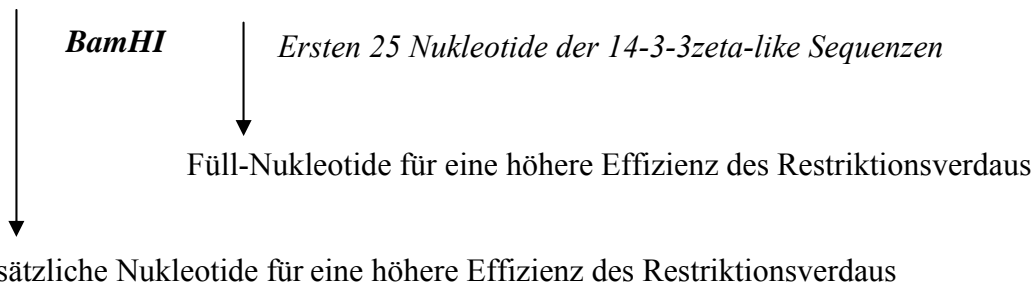 BamHI Ersten 25 Nukleotide der 14-3-3zeta-like Sequenzen
Füll-Nukleotide für eine höhere Effizienz des Restriktionsverdaus
sätzliche Nukleotide für eine höhere Effizienz des Restriktionsverdaus